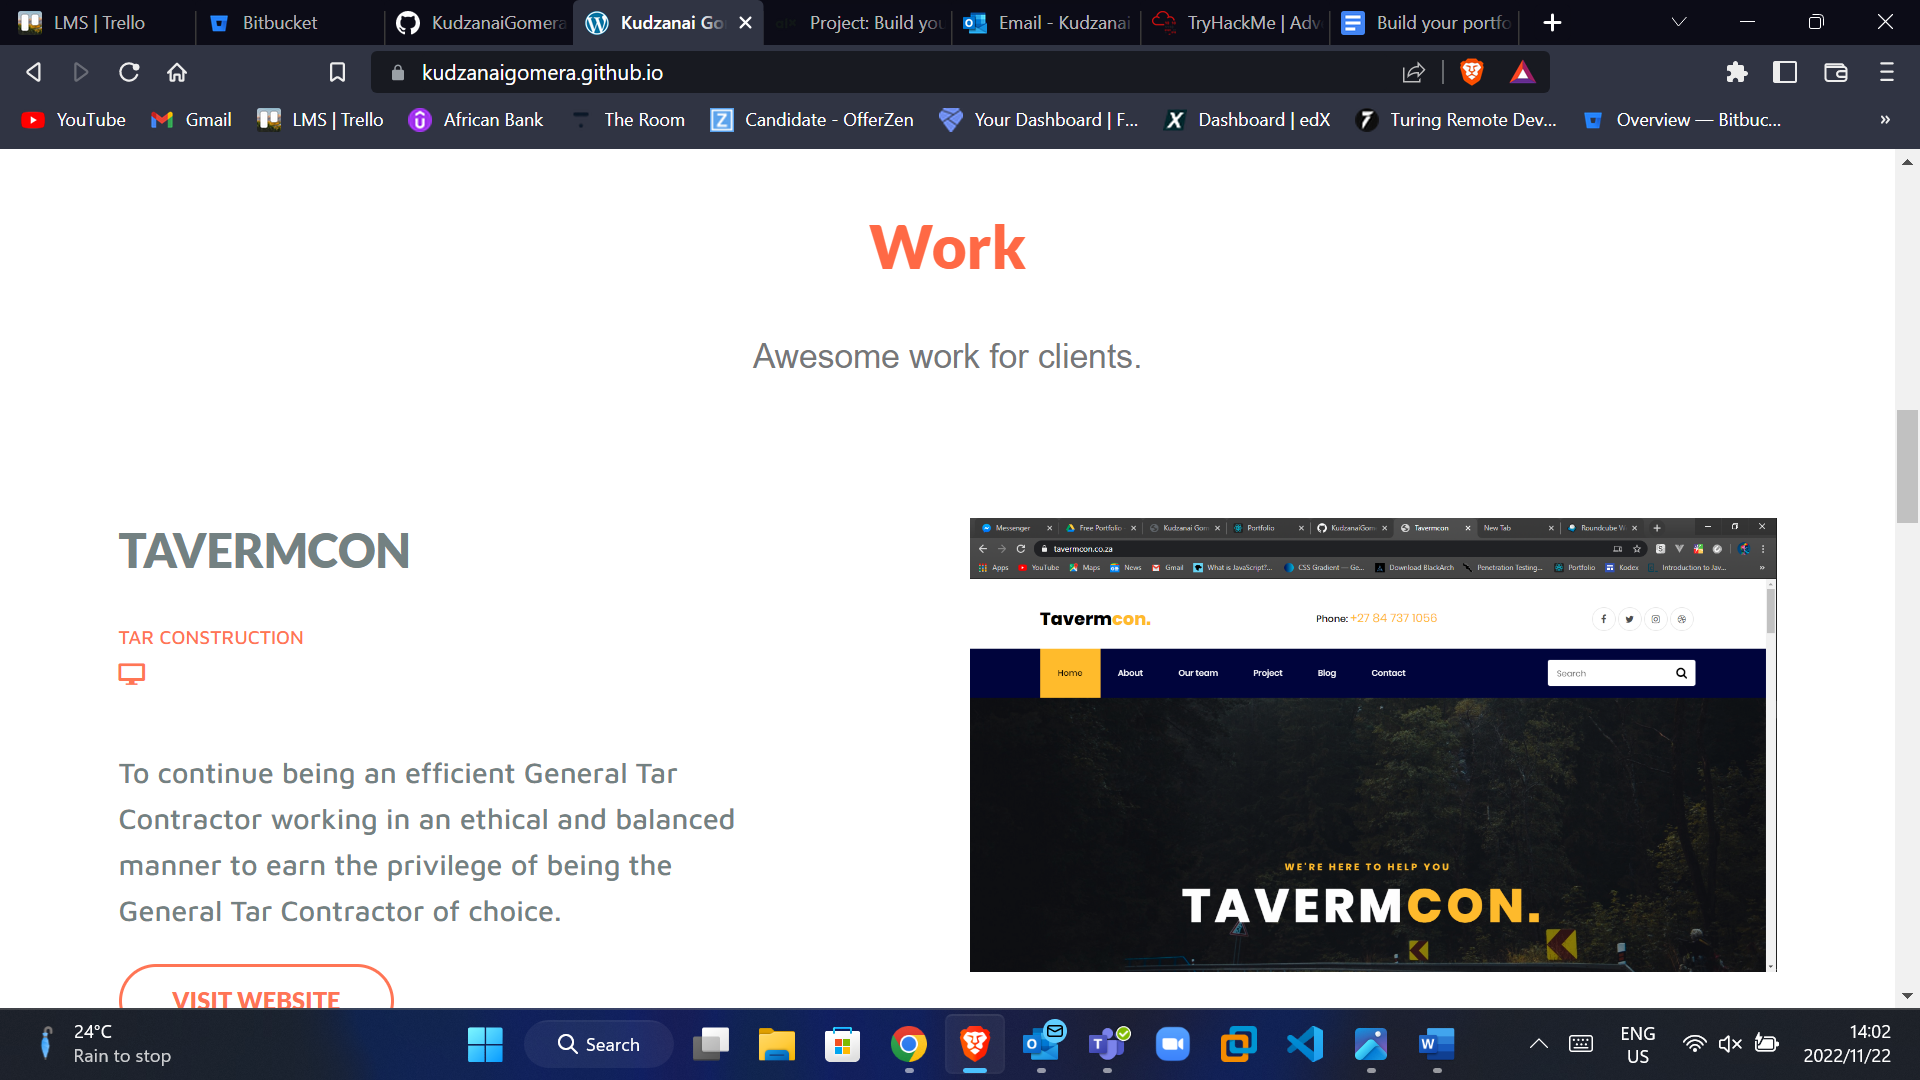 LMS | Trello
Bitbucket
KudzanaiGomera
Kudzanai Go
Project: Build you
Email - Kudzanai
TryHackMe | Adv
Build your portfo
kudzanaigomera.github.io
YouTube
Gmail
LMS | Trello
African Bank
The Room
Candidate - OfferZen
Your Dashboard | F...
Dashboard | edX
Turing Remote Dev...
Overview — Bitbuc...
»
Work
Awesome work for clients.
TAVERMCON
TAR CONSTRUCTION
To continue being an efficient General Tar
Contractor working in an ethical and balanced
manner to earn the privilege of being the
General Tar Contractor of choice.
VISIT WEBSITE
Messenger
Free Portfolio
Kudzanai Gom
Portfolio
KudzanaiGom
Tavermcon
New Tab
Roundcube W
tavermcon.co.za
Apps
YouTube
Maps
News
Gmail
What is JavaScript?...
CSS Gradient — Ge...
Download BlackArch
Penetration Testing...
Portfolio
Kodex
Introduction to Jav...
»
Tavermcon.
Phone: +27 84 737 1056
Home
About
Our team
Project
Blog
Contact
Search
WE'RE HERE TO HELP YOU
TAVERMCON.
24°C
Rain to stop
Search
ENG
US
14:02
2022/11/22